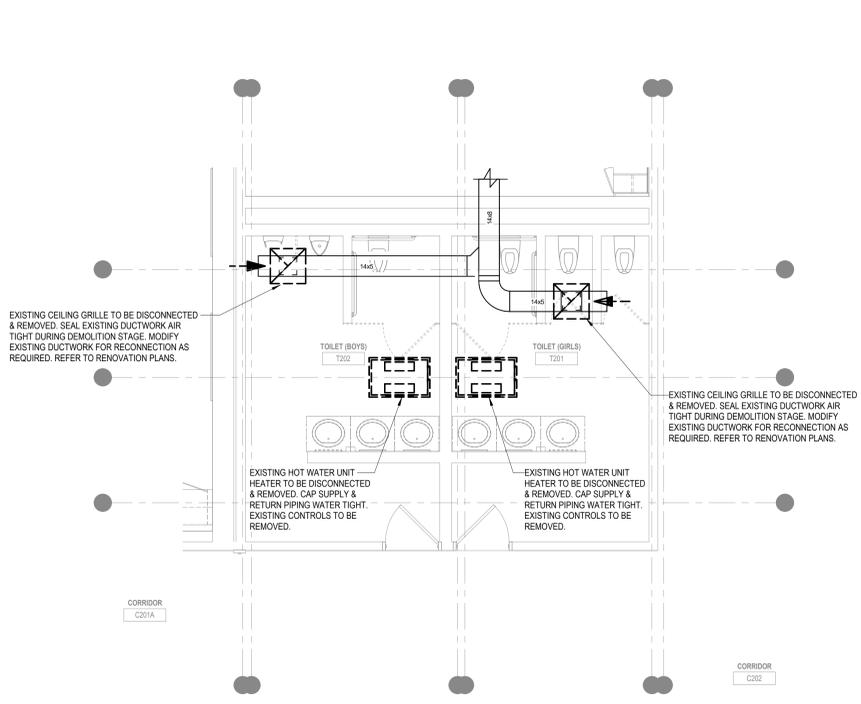 14x8
14x5
14x5
EXISTING CEILING GRILLE TO BE DISCONNECTED
& REMOVED. SEAL EXISTING DUCTWORK AIR
TIGHT DURING DEMOLITION STAGE. MODIFY
EXISTING DUCTWORK FOR RECONNECTION AS
REQUIRED. REFER TO RENOVATION PLANS.
TOILET (BOYS)
T202
TOILET (GIRLS)
T201
EXISTING CEILING GRILLE TO BE DISCONNECTED
& REMOVED. SEAL EXISTING DUCTWORK AIR
TIGHT DURING DEMOLITION STAGE. MODIFY
EXISTING DUCTWORK FOR RECONNECTION AS
REQUIRED. REFER TO RENOVATION PLANS.
EXISTING HOT WATER UNIT
HEATER TO BE DISCONNECTED
& REMOVED. CAP SUPPLY &
RETURN PIPING WATER TIGHT.
EXISTING CONTROLS TO BE
REMOVED.
EXISTING HOT WATER UNIT
HEATER TO BE DISCONNECTED
& REMOVED. CAP SUPPLY &
RETURN PIPING WATER TIGHT.
EXISTING CONTROLS TO BE
REMOVED.
CORRIDOR
C201A
CORRIDOR
C202